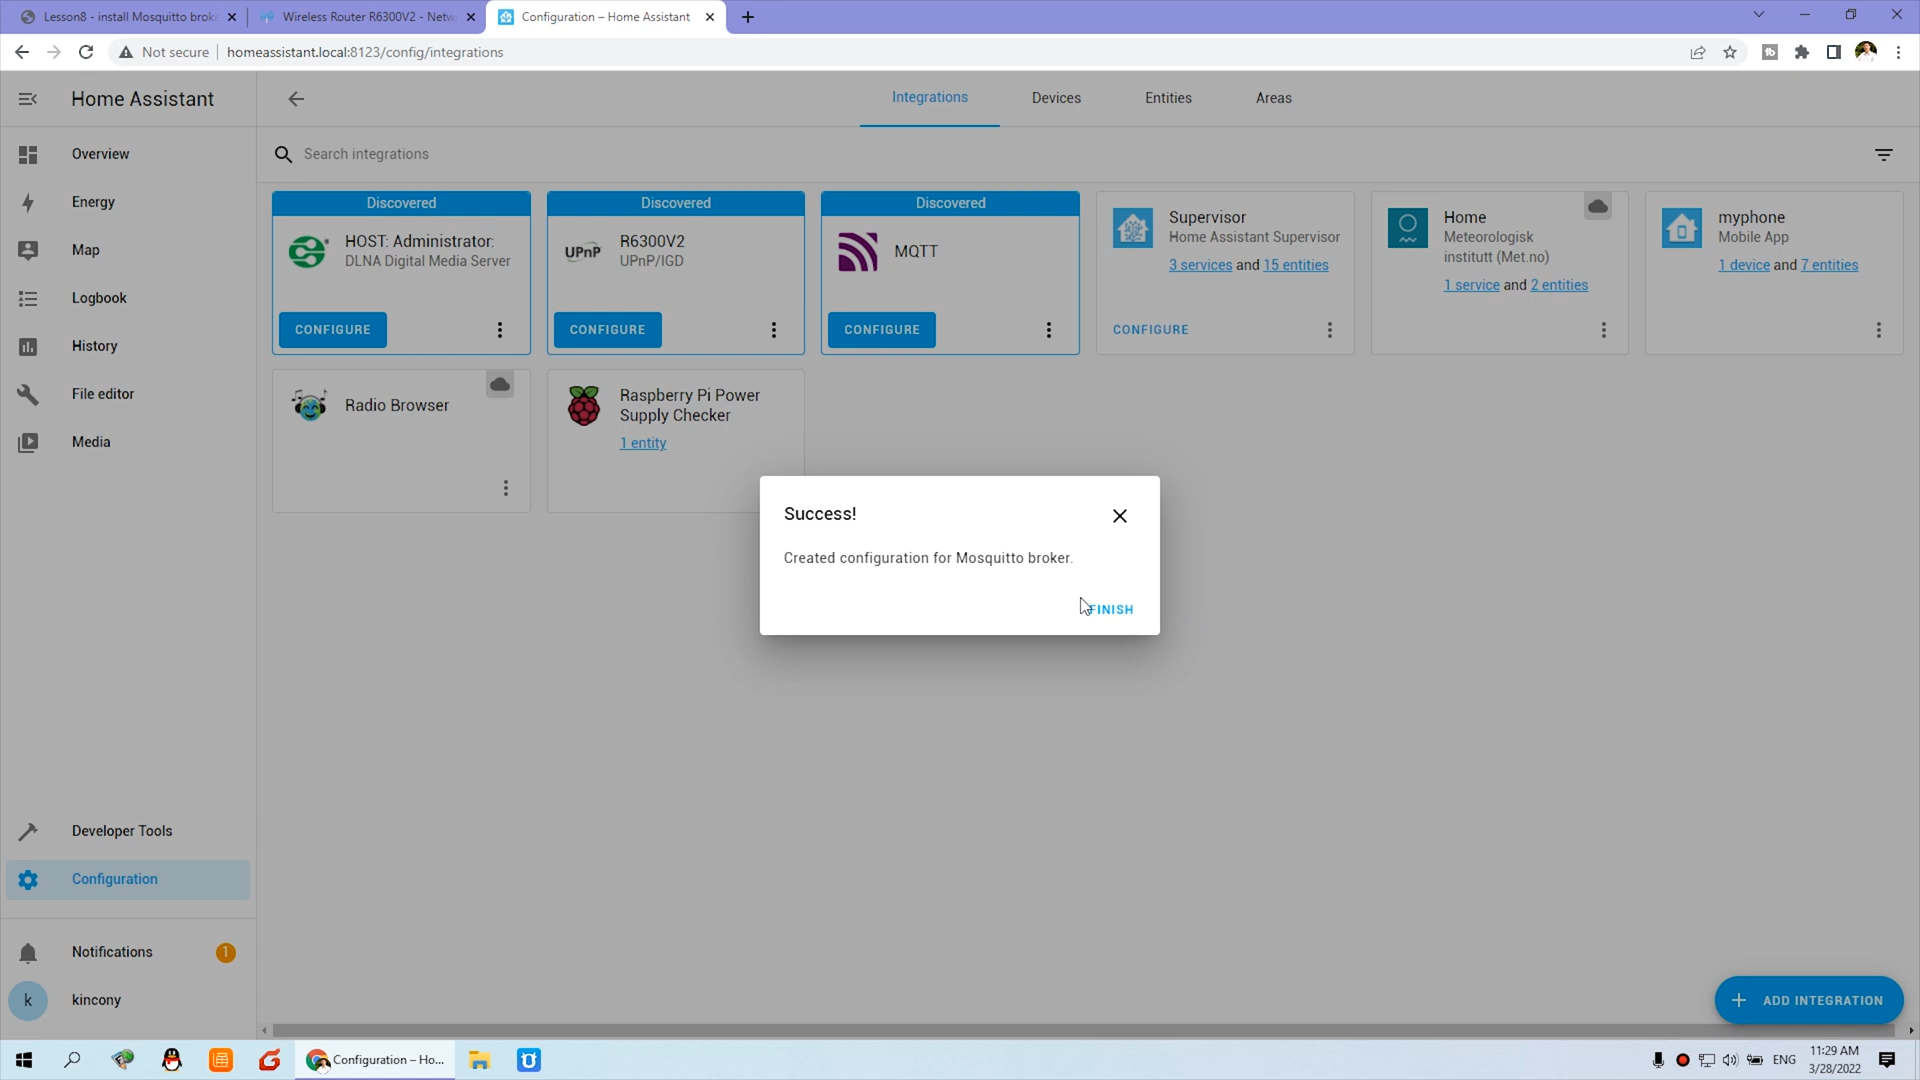 Lesson8 - install Mosquitto brok
Wireless Router R6300V2 - Netw
Configuration – Home Assistant
Not secure
homeassistant.local:8123/config/integrations
Home Assistant
Integrations
Devices
Entities
Areas
Overview
Energy
Map
Logbook
History
File editor
Media
Developer Tools
Configuration
Notifications
1
k
kincony
Search integrations
Discovered
HOST: Administrator:
DLNA Digital Media Server
CONFIGURE
Discovered
UPnP
R6300V2
UPnP/IGD
CONFIGURE
Discovered
MQTT
CONFIGURE
Supervisor
Home Assistant Supervisor
3 services and 15 entities
CONFIGURE
Home
Meteorologisk
institutt (Met.no)
1 service and 2 entities
myphone
Mobile App
1 device and 7 entities
Radio Browser
Raspberry Pi Power
Supply Checker
1 entity
Success!
Created configuration for Mosquitto broker.
FINISH
ADD INTEGRATION
Configuration – Ho...
ENG
11:29 AM
3/28/2022